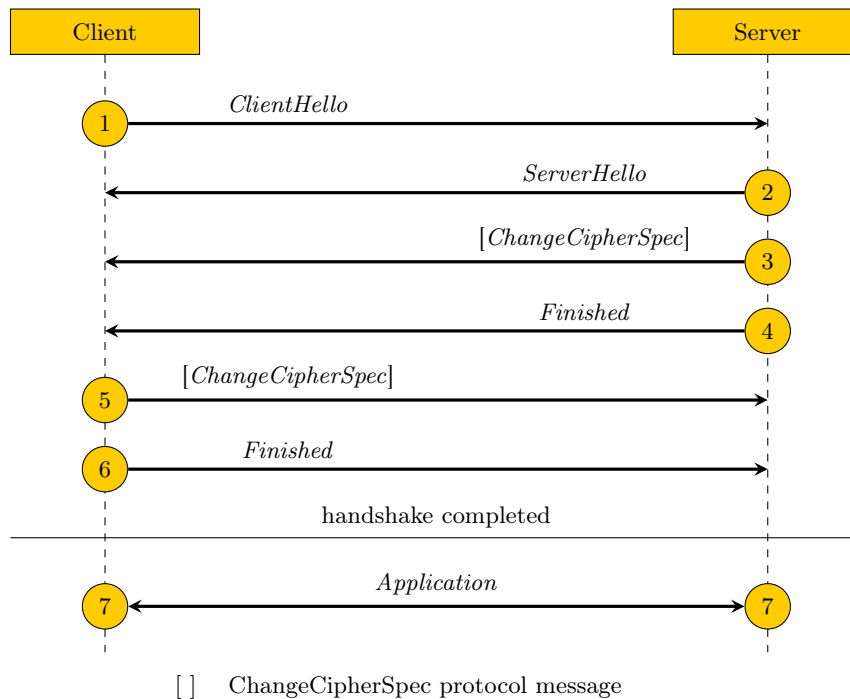 Client Server
ClientHello
1
ServerHello
2
[ChangeCipherSpec]
3
Finished
4
[ChangeCipherSpec]
5
Finished
6
handshake completed
Application
7 7
[ ] ChangeCipherSpec protocol message